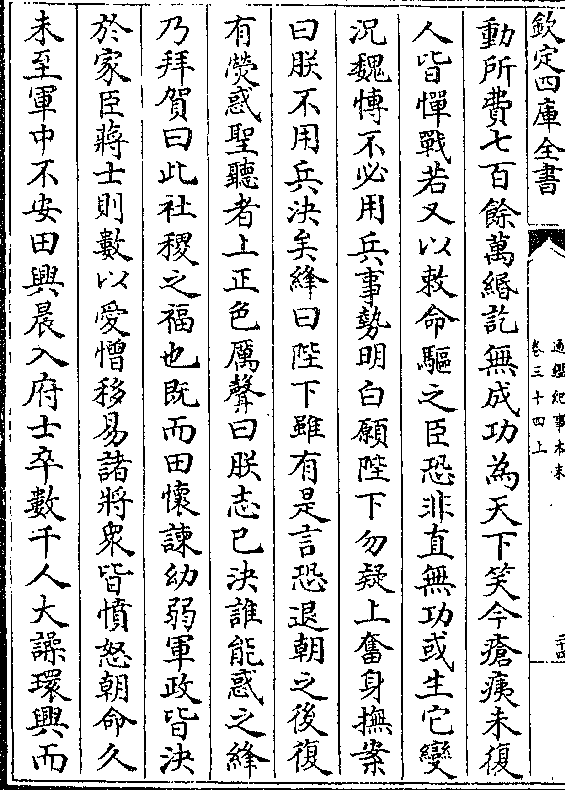 欽定四庫全書
通鑑紀事本末
卷三十四上
二十四
動所費七百餘萬緡訖無成功為天下笑今瘡痍未復
人皆憚戰若又以敕命驅之臣恐非直無功或生它變
況魏愽不必用兵事勢明白願陛下勿疑上奮身撫案
曰朕不用兵決矣絳曰陛下雖有是言恐退朝之後復
有熒惑聖聽者上正色厲聲曰朕志已決誰能惑之絳
乃拜賀曰此社稷之福也既而田懷諫幼弱軍政皆決
於家臣蔣士則數以愛憎移易諸將衆皆憤怒朝命久
未至軍中不安田興晨入府士卒數千人大譟環興而